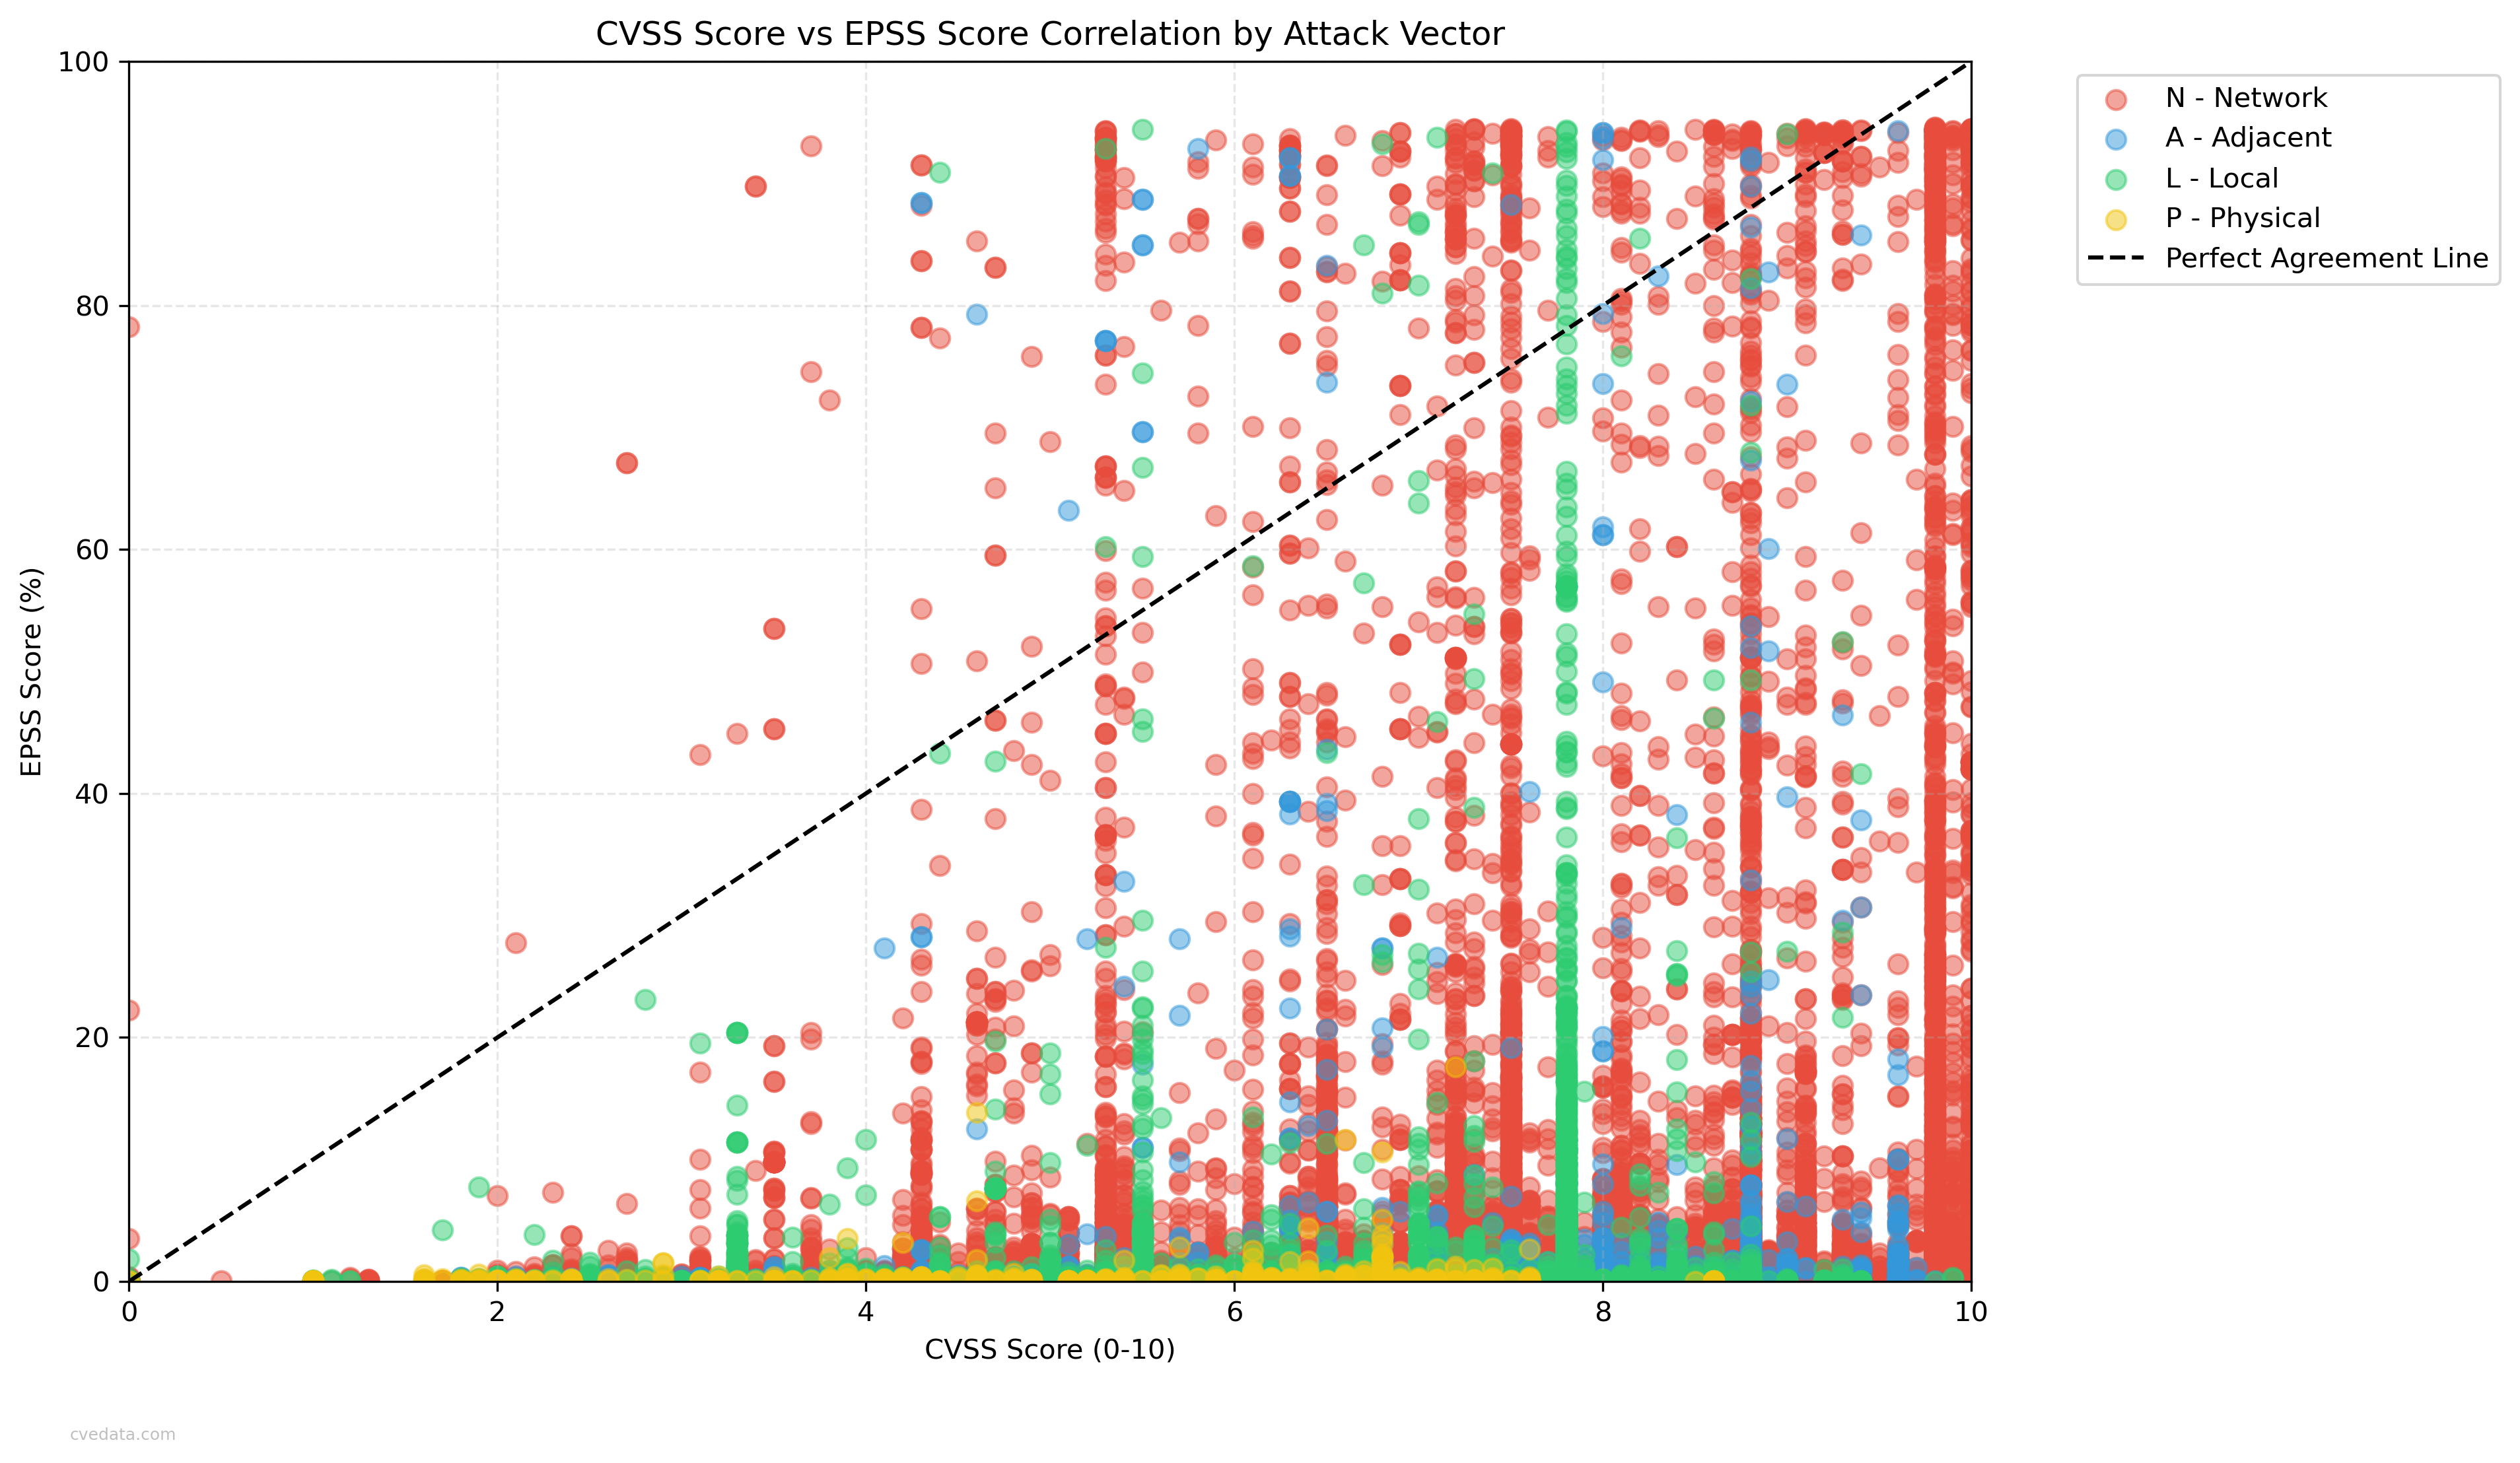 CVSS Score vs EPSS Score Correlation by Attack Vector
100
80
60
40
20
0
EPSS Score (%)
0 2 4 6 8 10
CVSS Score (0-10)
N - Network
A - Adjacent
L - Local
P - Physical
Perfect Agreement Line
cvedata.com